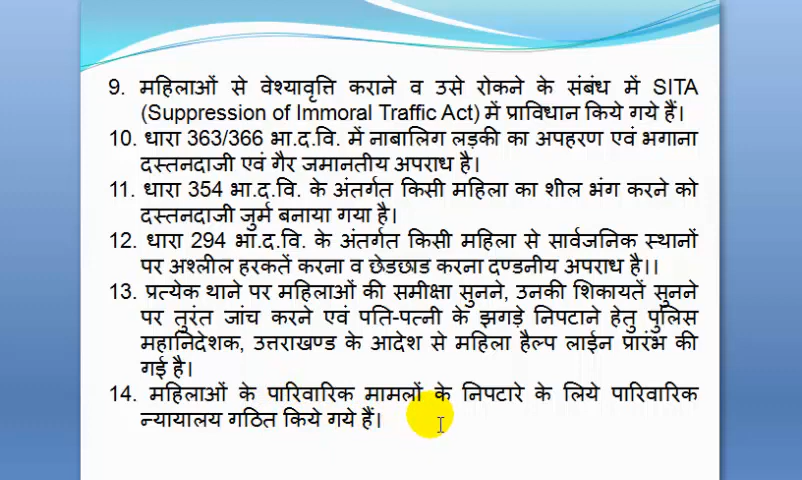 9. महिलाओं से वेश्यावृत्ति कराने व उसे रोकने के संबंध में SITA
(Suppression of Immoral Traffic Act) में प्राविधान किये गये हैं।
10. धारा 363/366 भा.द.वि. में नाबालिग लड़की का अपहरण एवं भगाना
दस्तनदाजी एवं गैर जमानतीय अपराध है।
11. धारा 354 भा.द.वि. के अंतर्गत किसी महिला का शील भंग करने को
दस्तनदाजी जुर्म बनाया गया है।
12. धारा 294 भा.द.वि. के अंतर्गत किसी महिला से सार्वजनिक स्थानों
पर अश्लील हरकतें करना व छेडछाड करना दण्डनीय अपराध है।।
13. प्रत्येक थाने पर महिलाओं की समीक्षा सुनने, उनकी शिकायतें सुनने
पर तुरंत जांच करने एवं पति-पत्नी के झगड़े निपटाने हेतु पुलिस
महानिदेशक, उत्तराखण्ड के आदेश से महिला हैल्प लाईन प्रारंभ की
गई है।
14. महिलाओं के पारिवारिक मामलों के निपटारे के लिये पारिवारिक
न्यायालय गठित किये गये हैं।